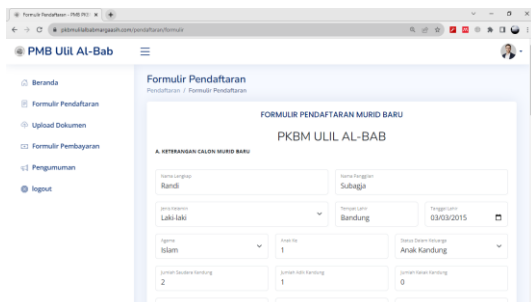 Formulir Pendaftaran - PMB PKB
pkbmulilalbabmargaasih.com/pendaftaran/formulir
PMB Ulil Al-Bab
Beranda
Formulir Pendaftaran
Upload Dokumen
Formulir Pembayaran
Pengumuman
logout
Formulir Pendaftaran
Pendaftaran / Formulir Pendaftaran
FORMULIR PENDAFTARAN MURID BARU
PKBM ULIL AL-BAB
A. KETERANGAN CALON MURID BARU
Nama Lengkap
Randi
Nama Panggilan
Subagja
Jenis Kelamin
Laki-laki
Tempat Lahir
Bandung
Tanggal Lahir
03/03/2015
Agama
Islam
Anak Ke
1
Status Dalam Keluarga
Anak Kandung
Jumlah Saudara Kandung
2
Jumlah Adik Kandung
1
Jumlah Kakak Kandung
0